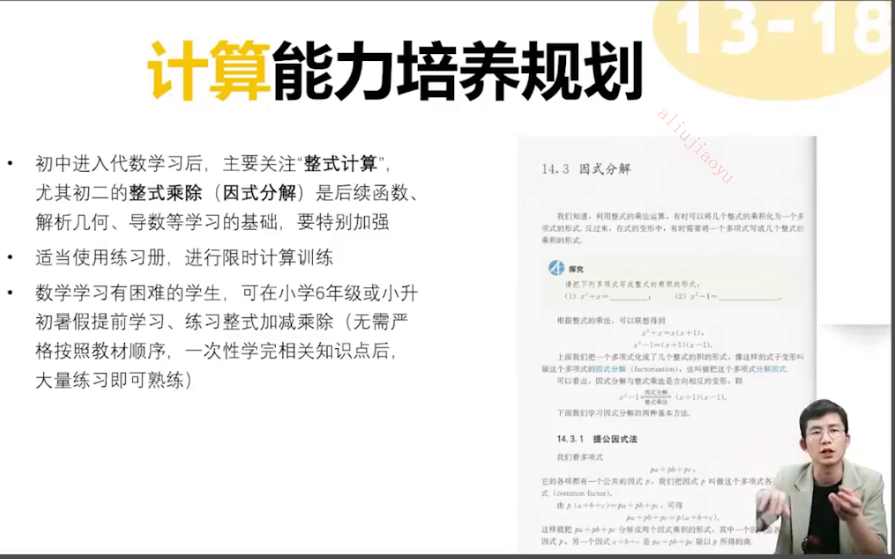 13-18
计算能力培养规划
aliujiaoyu
• 初中进入代数学习后，主要关注“整式计算”，
尤其初二的整式乘除（因式分解）是后续函数、
解析几何、导数等学习的基础，要特别加强
• 适当使用练习册，进行限时计算训练
• 数学学习有困难的学生，可在小学6年级或小升
初暑假提前学习、练习整式加减乘除（无需严
格按照教材顺序，一次性学完相关知识点后，
大量练习即可熟练）
14.3 因式分解
我们知道，利用整式的乘法运算，有时可以将几个整式的乘积化为一个多
项式的形式. 反过来，在式的变形中，有时需要将一个多项式写成几个整式的
乘积的形式.
探究
请把下列多项式写成整式的乘积的形式：
（1）x²+x=________；（2）x²-1=____________.
根据整式的乘法，可以联想得到
x²+x=x(x+1)，
x²-1=(x+1)(x-1).
上面我们把一个多项式化成了几个整式的积的形式，像这样的式子变形叫
做这个多项式的因式分解（factorization），也叫做把这个多项式分解因式.
可以看出，因式分解与整式乘法是方向相反的变形，即
因式分解
x²-1 (x+1)(x-1).
整式乘法
下面我们学习因式分解的两种基本方法.
14.3.1 提公因式法
我们看多项式
pa+pb+pc，
它的各项都有一个公共的因式 p，我们把因式 p 叫做这个多项式各
式（common factor）.
由 p(a+b+c)=pa+pb+pc，可得
pa+pb+pc=p(a+b+c).
这样就把 pa+pb+pc 分解成两个因式乘积的形式，其中一个因
因式 p，另一个因式 a+b+c 是 pa+pb+pc 除以 p 所得的商.